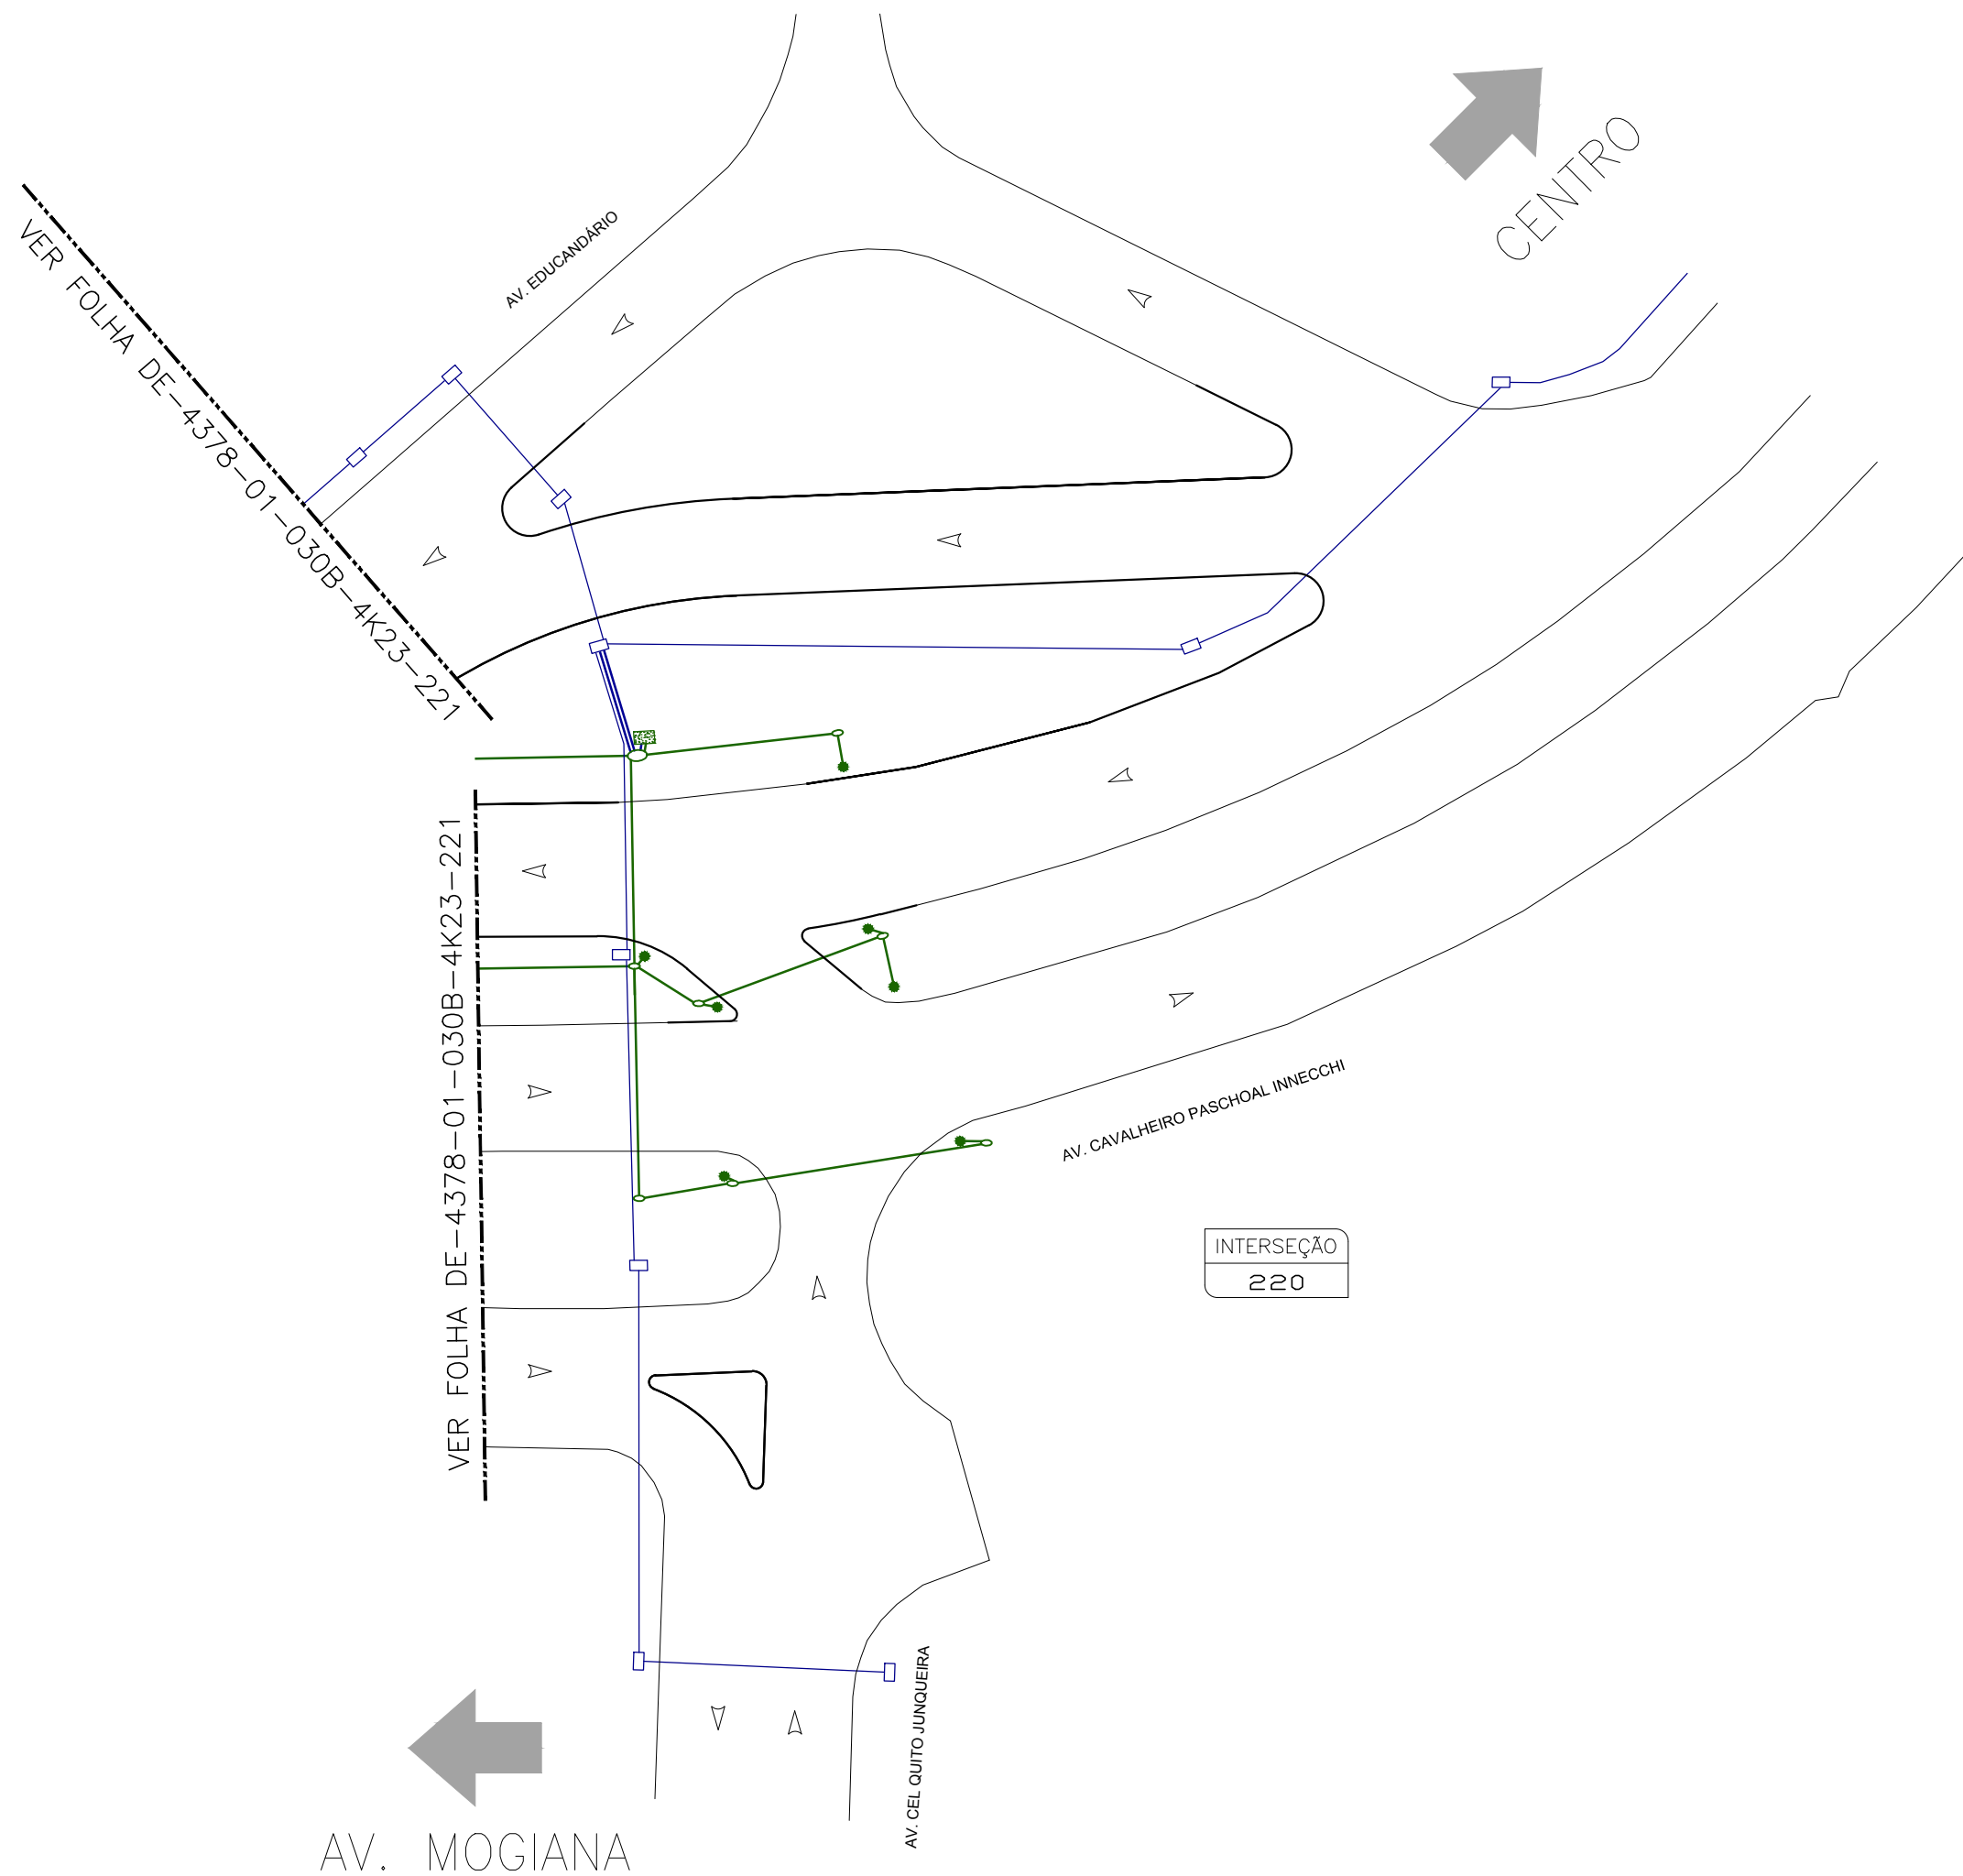 CENTRO
AV. EDUCANDÁRIO
VER FOLHA DE-4378-01-030B-4K23-221
VER FOLHA DE-4378-01-030B-4K23-221
AV. CAVALHEIRO PASCHOAL INNECCHI
INTERSEÇÃO
220
AV. CEL QUITO JUNQUEIRA
AV. MOGIANA